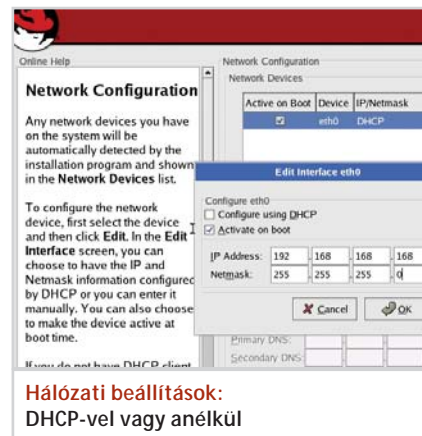 Online Help
Network Configuration
Any network devices you have
on the system will be
automatically detected by the
installation program and shown
in the Network Devices list.
To configure the network
device, first select the device
and then click Edit. In the Edit
Interface screen, you can
choose to have the IP and
Netmask information configured
by DHCP or you can enter it
manually. You can also choose
to make the device active at
boot time.
If you do not have DHCP client
Network Configuration
Network Devices
Active on Boot Device IP/Netmask
eth0 DHCP
Edit Interface eth0
Configure eth0
Configure using DHCP
Activate on boot
IP Address: 192 . 168 . 168 . 168
Netmask: 255 . 255 . 255 . 0
Cancel OK
Primary DNS:
Secondary DNS:
Hálózati beállítások:
DHCP-vel vagy anélkül